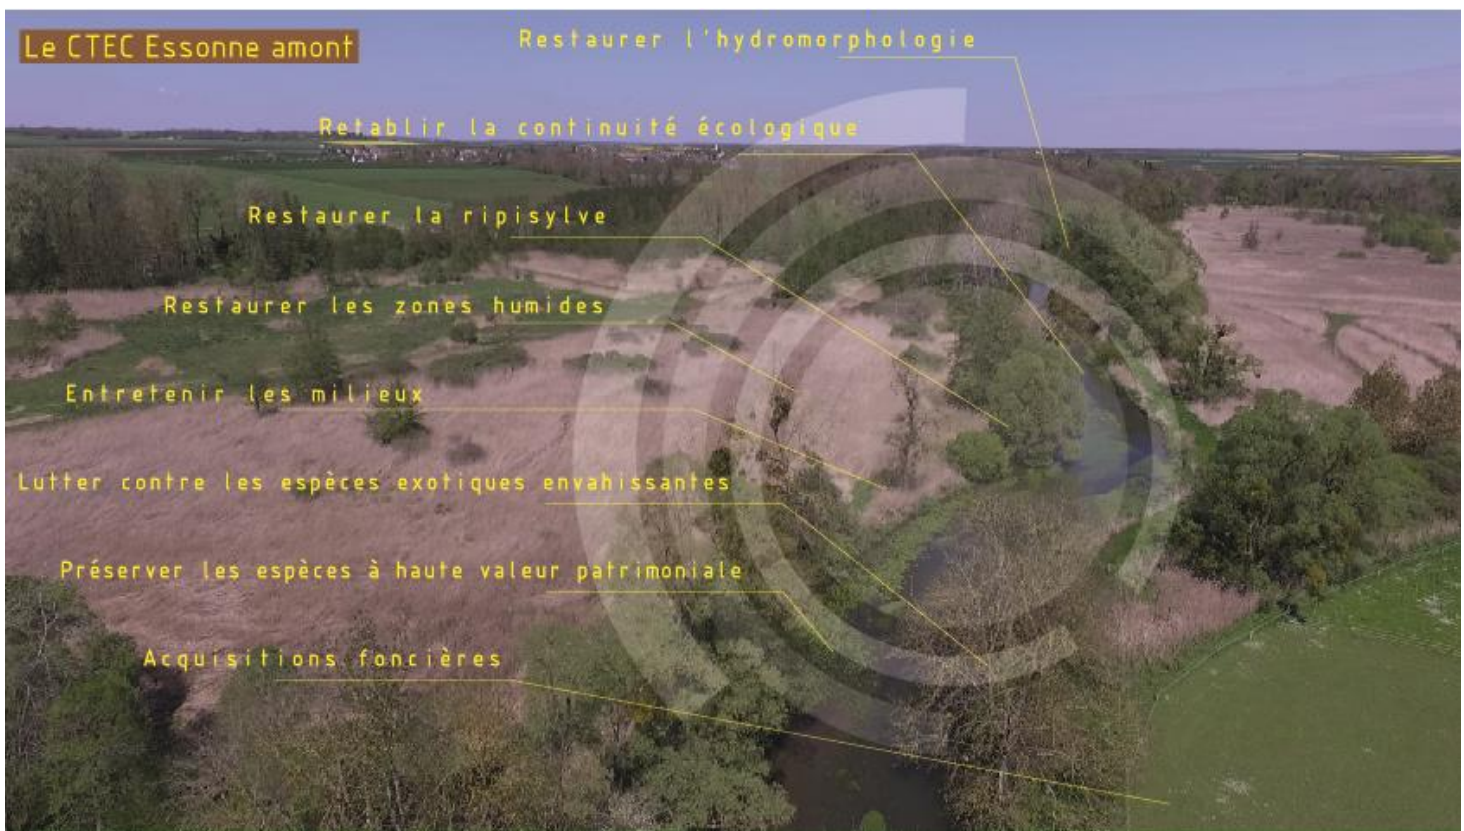 Le CTEC Essonne amont
Restaurer l'hydromorphologie
Retablir la continuité écologique
Restaurer la ripisylve
Restaurer les zones humides
Entretenir les milieux
Lutter contre les espèces exotiques envahissantes
Préserver les espèces à haute valeur patrimoniale
Acquisitions foncières